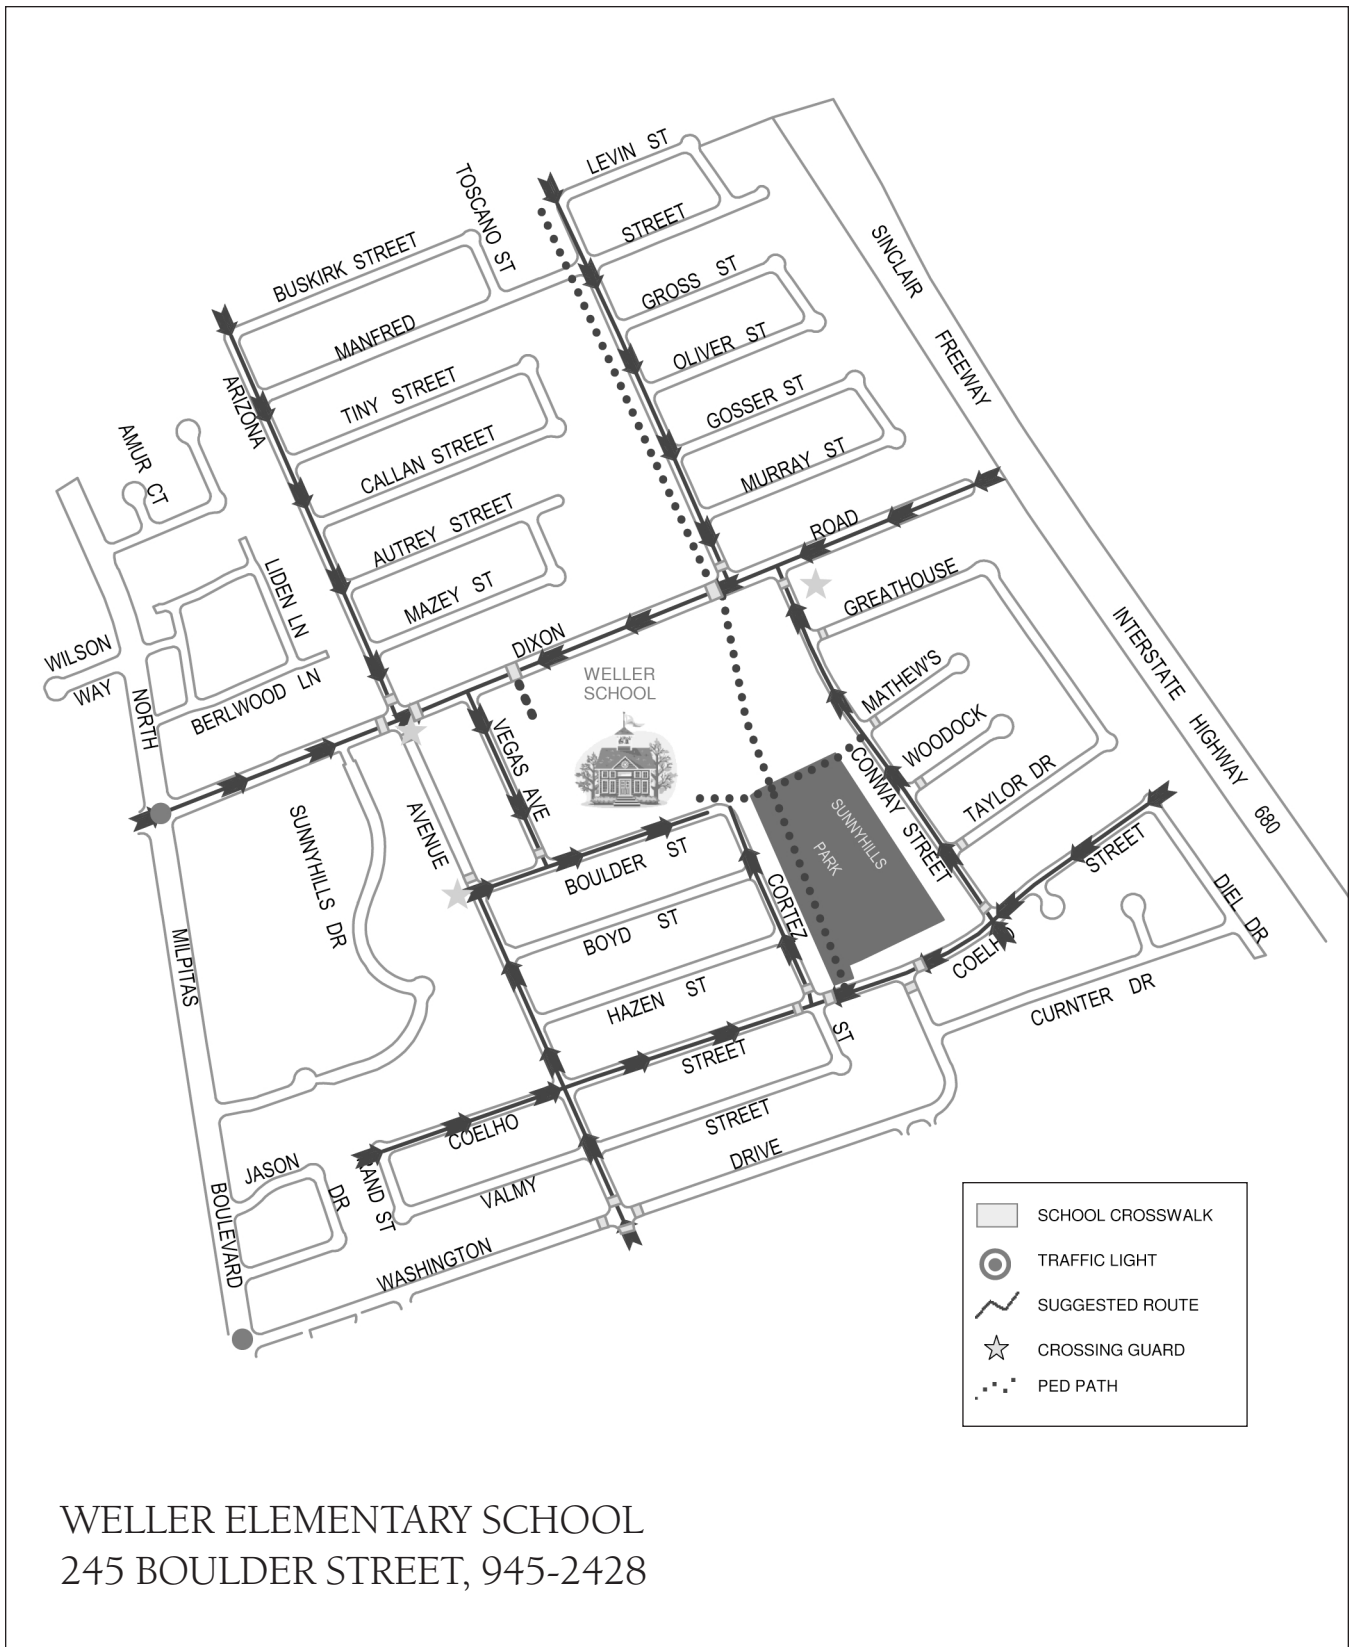 LEVIN ST
TOSCANO ST
STREET
BUSKIRK STREET
SINCLAIR
FREEWAY
GROSS ST
MANFRED
OLIVER ST
ARIZONA
TINY STREET
GOSSER ST
AMUR CT
CALLAN STREET
MURRAY ST
AUTREY STREET
ROAD
LIDEN LN
MAZEY ST
GREATHOUSE
DIXON
WILSON
WAY
NORTH
BERLWOOD LN
WELLER
SCHOOL
MATHEW'S
INTERSTATE
HIGHWAY 680
VEGAS AVE
WOODOCK
TAYLOR DR
SUNNYHILLS DR
AVENUE
SUNNYHILLS
PARK
CONWAY STREET
STREET
BOULDER ST
CORTEZ
DIEL DR
BOYD ST
MILPITAS
COELHO
HAZEN ST
CURNTER DR
ST
STREET
COELHO
STREET
DRIVE
JASON
DR
AND ST
VALMY
BOULEVARD
WASHINGTON
SCHOOL CROSSWALK
TRAFFIC LIGHT
SUGGESTED ROUTE
CROSSING GUARD
PED PATH
WELLER ELEMENTARY SCHOOL
245 BOULDER STREET, 945-2428